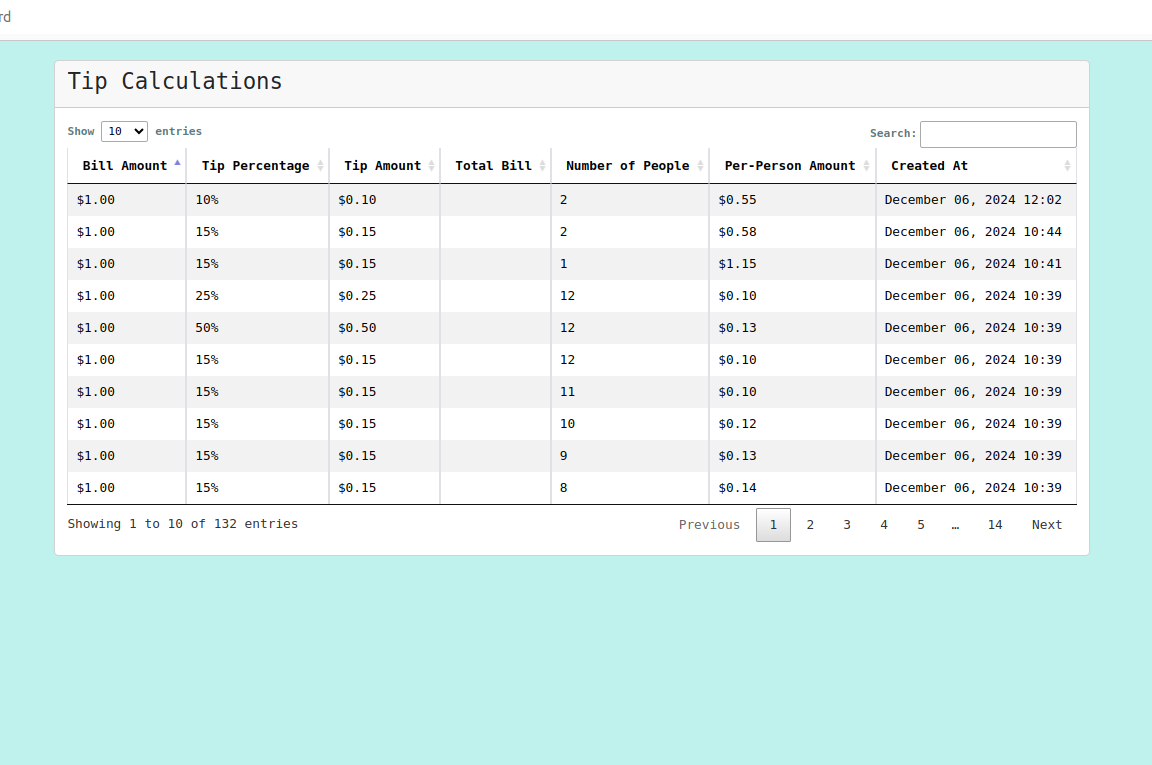 rd
Tip Calculations
Show 10 entries Search:
Bill Amount Tip Percentage Tip Amount Total Bill Number of People Per-Person Amount Created At
$1.00 10% $0.10 2 $0.55 December 06, 2024 12:02
$1.00 15% $0.15 2 $0.58 December 06, 2024 10:44
$1.00 15% $0.15 1 $1.15 December 06, 2024 10:41
$1.00 25% $0.25 12 $0.10 December 06, 2024 10:39
$1.00 50% $0.50 12 $0.13 December 06, 2024 10:39
$1.00 15% $0.15 12 $0.10 December 06, 2024 10:39
$1.00 15% $0.15 11 $0.10 December 06, 2024 10:39
$1.00 15% $0.15 10 $0.12 December 06, 2024 10:39
$1.00 15% $0.15 9 $0.13 December 06, 2024 10:39
$1.00 15% $0.15 8 $0.14 December 06, 2024 10:39
Showing 1 to 10 of 132 entries Previous 1 2 3 4 5 … 14 Next